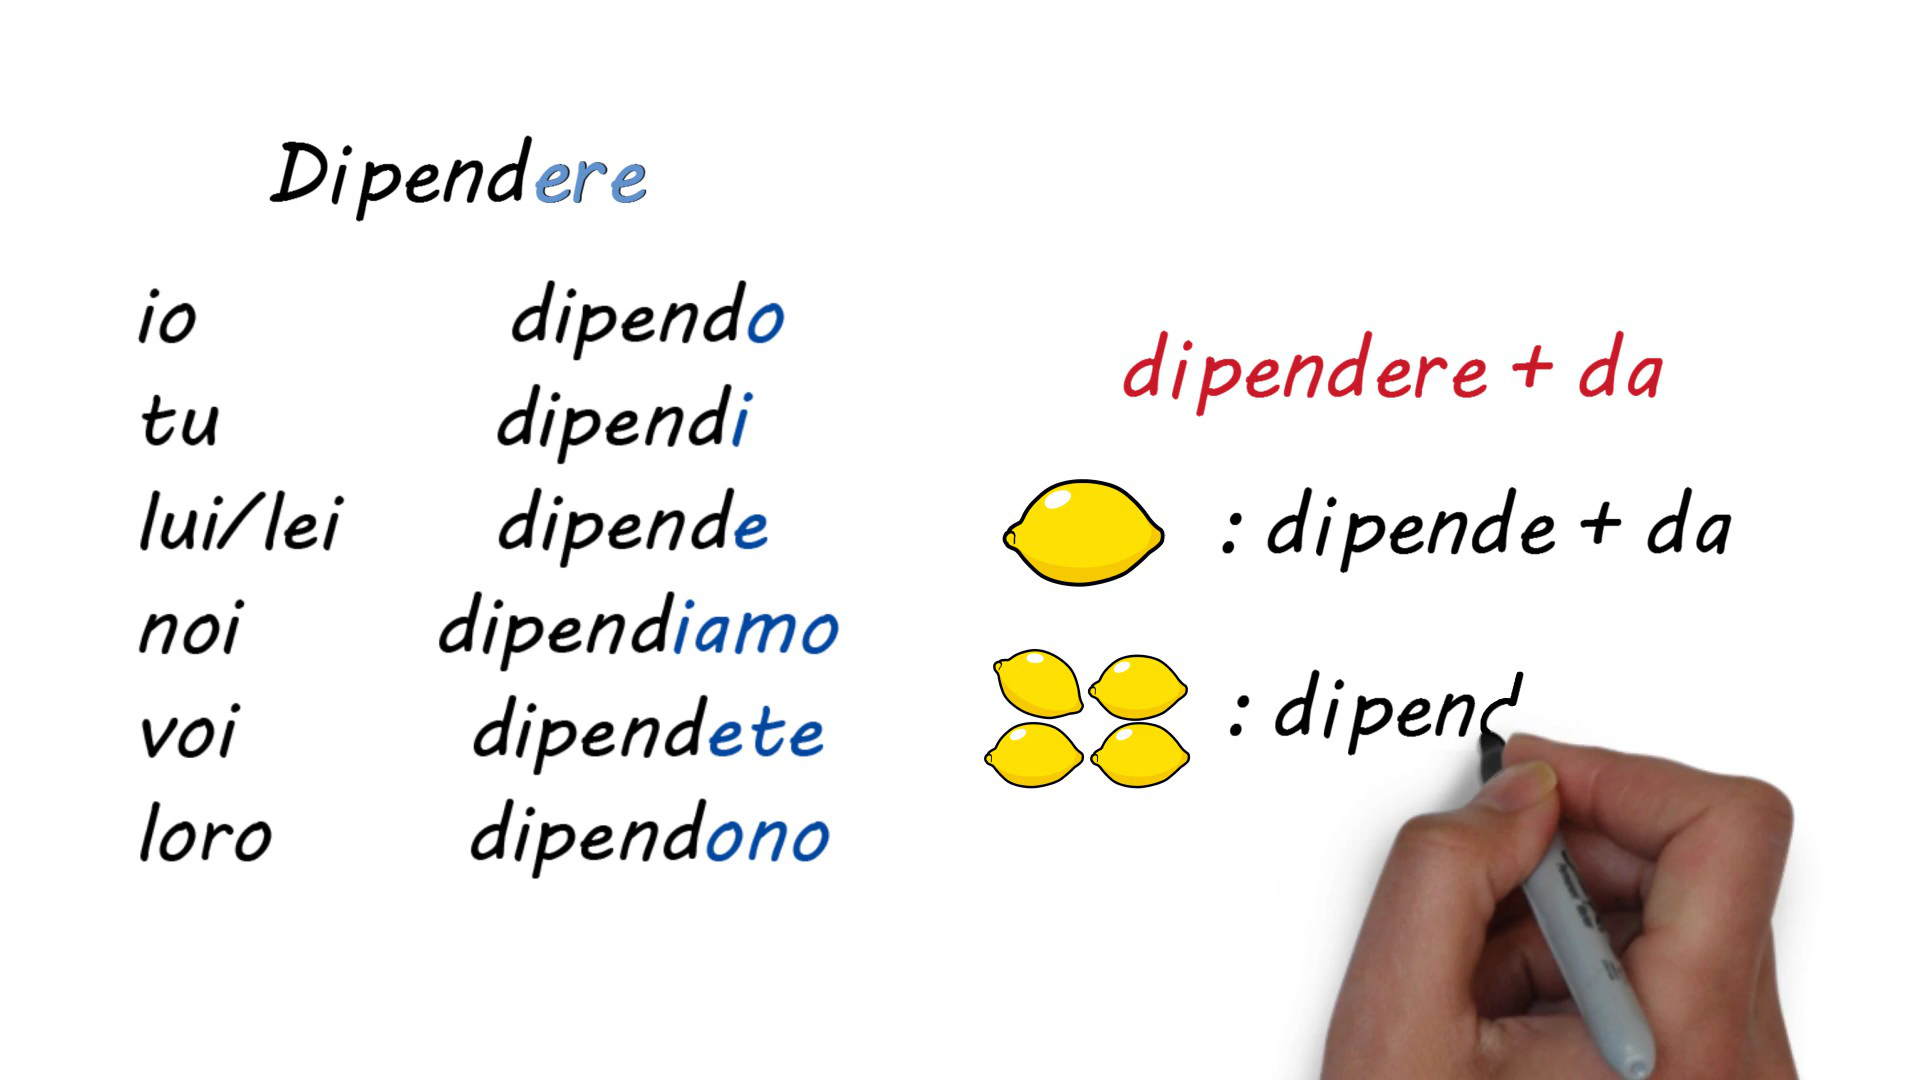 Dipendere
io dipendo
tu dipendi
lui/lei dipende
noi dipendiamo
voi dipendete
loro dipendono
dipendere + da
: dipende + da
: dipend